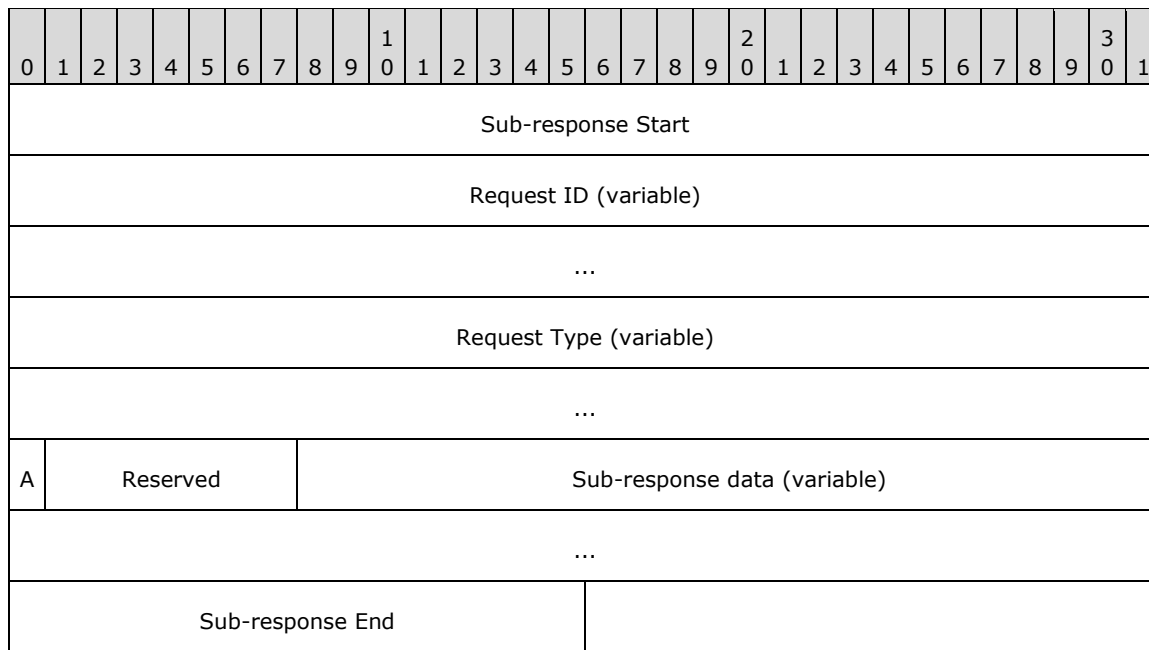 1 2 3
0 1 2 3 4 5 6 7 8 9 0 1 2 3 4 5 6 7 8 9 0 1 2 3 4 5 6 7 8 9 0 1
Sub-response Start
Request ID (variable)
...
Request Type (variable)
...
A Reserved Sub-response data (variable)
...
Sub-response End